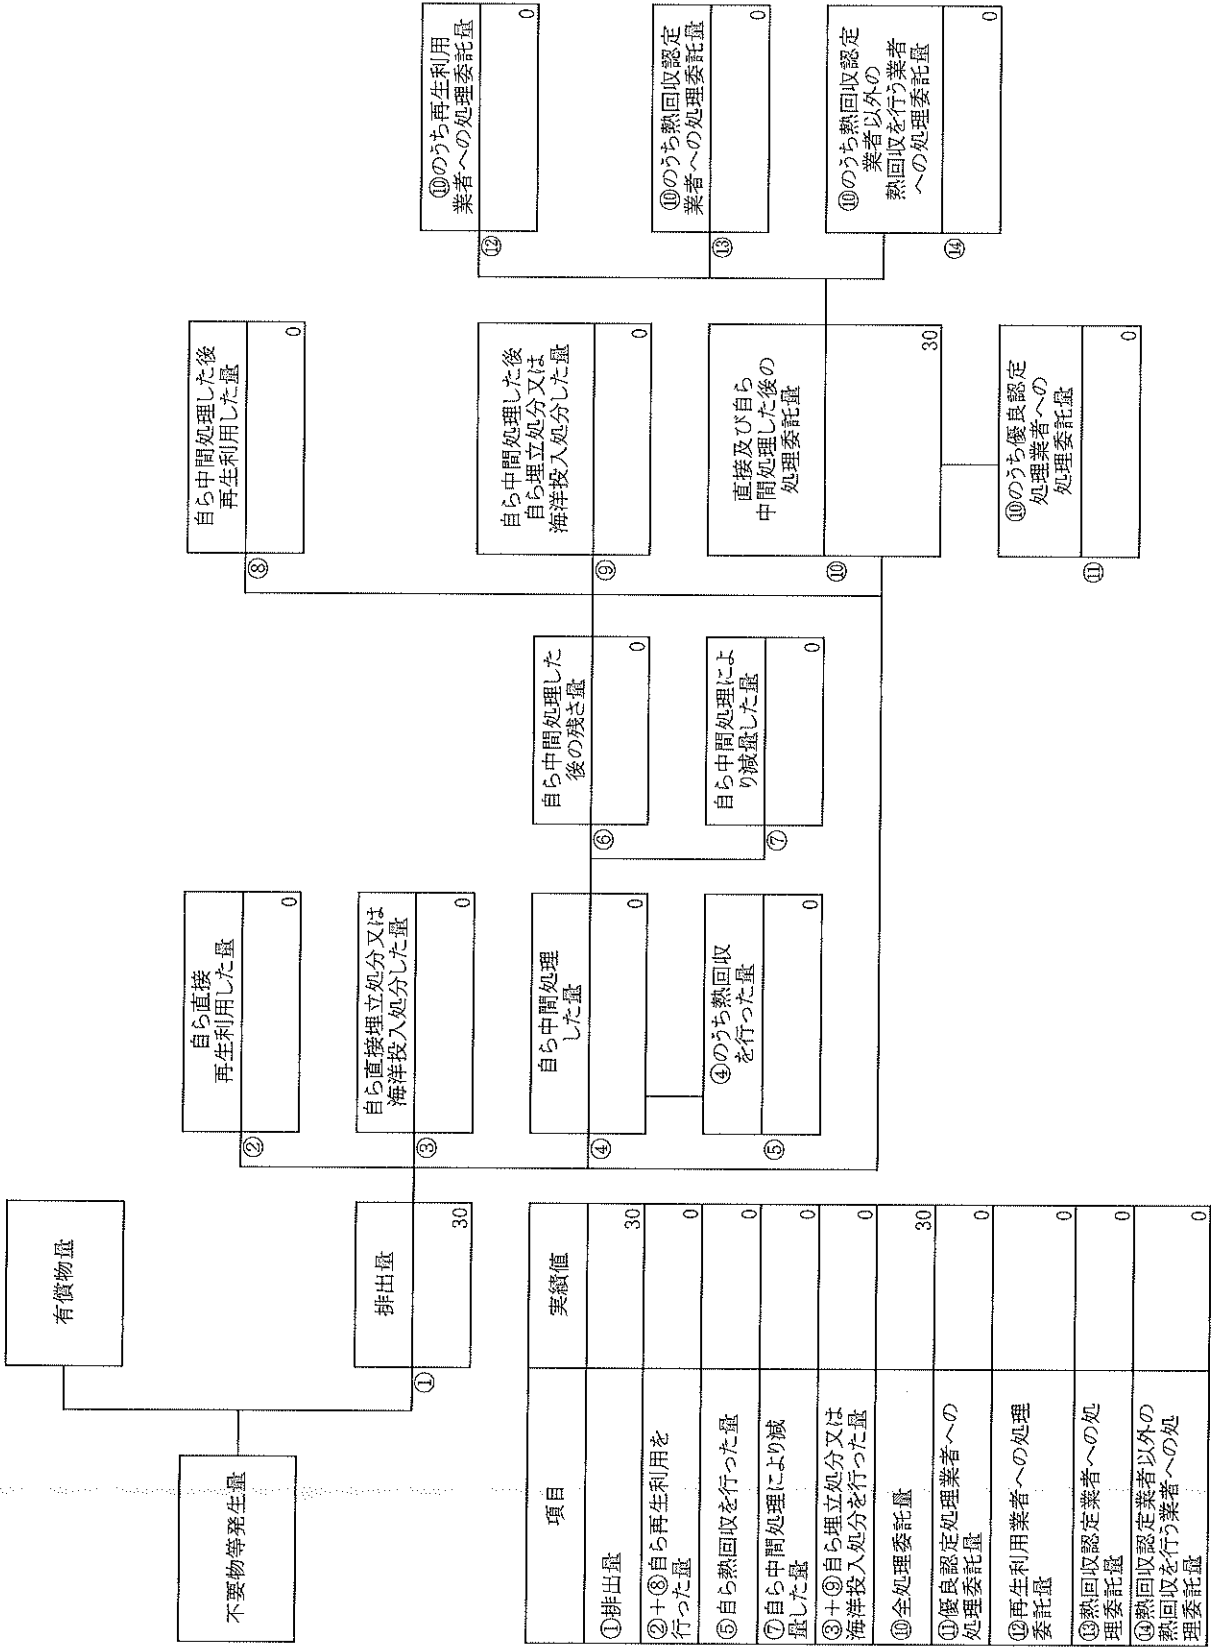 不要物等発生量
有償物量
①
排出量
30
②
自ら直接
再生利用した量
0
③
自ら直接埋立処分又は
海洋投入処分した量
0
④
自ら中間処理
した量
0
⑤
④のうち熱回収
を行った量
0
⑥
自ら中間処理した
後の残さ量
0
⑦
自ら中間処理によ
り減量した量
0
⑧
自ら中間処理した後
再生利用した量
0
⑨
自ら中間処理した後
自ら埋立処分又は
海洋投入処分した量
0
⑩
直接及び自ら
中間処理した後の
処理委託量
30
⑪
⑩のうち優良認定
処理業者への
処理委託量
0
⑫
⑩のうち再生利用
業者への処理委託量
0
⑬
⑩のうち熱回収認定
業者への処理委託量
0
⑭
⑩のうち熱回収認定
業者以外の
熱回収を行う業者
への処理委託量
0
項目 実績値
①排出量 30
②+⑧自ら再生利用を
行った量 0
⑤自ら熱回収を行った量 0
⑦自ら中間処理により減
量した量 0
③+⑨自ら埋立処分又は
海洋投入処分を行った量 0
⑩全処理委託量 30
⑪優良認定処理業者への
処理委託量 0
⑫再生利用業者への処理
委託量 0
⑬熱回収認定業者への処
理委託量 0
⑭熱回収認定業者以外の
熱回収を行う業者への処
理委託量 0